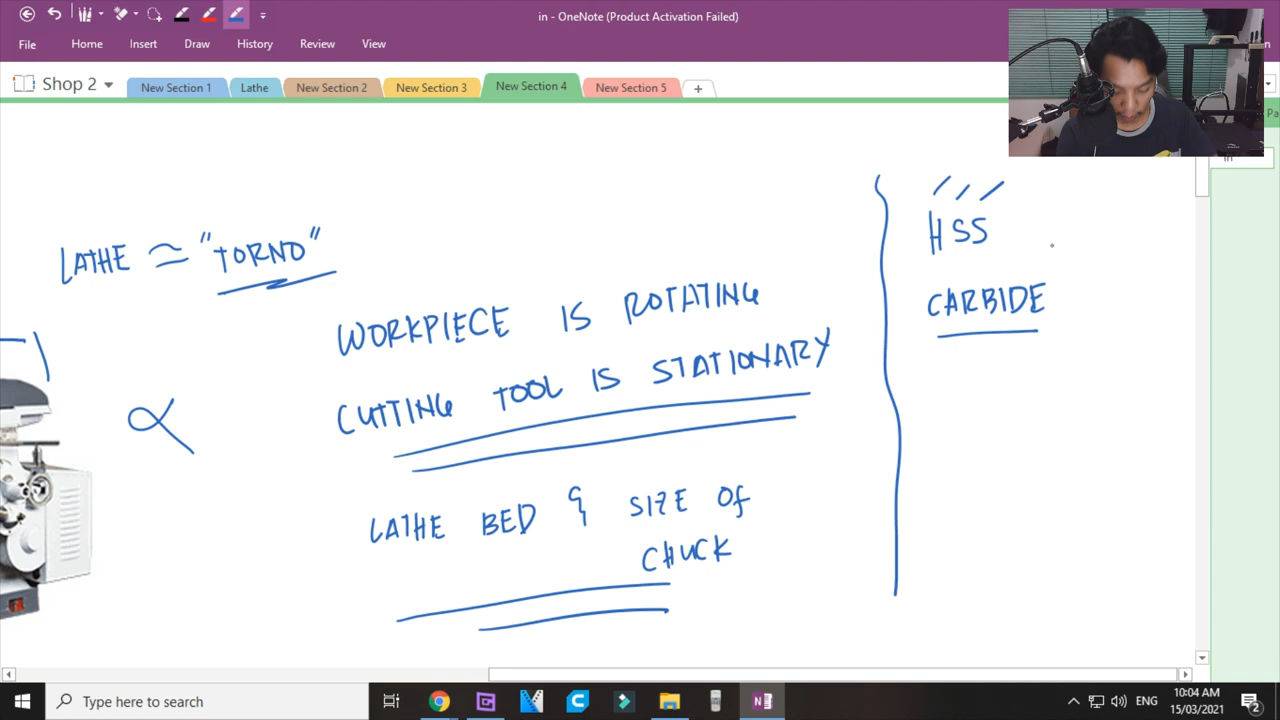 in - OneNote (Product Activation Failed)
File Home Insert Draw History Review View
Shop 2 New Section 1 Lathe New Section 2 New Section 3 New Section 4 New Section 5
in
LATHE ≃ "TORNO"
WORKPIECE IS ROTATING
CUTTING TOOL IS STATIONARY
LATHE BED & SIZE OF
CHUCK
HSS
CARBIDE
Type here to search
ENG
10:04 AM
15/03/2021
2